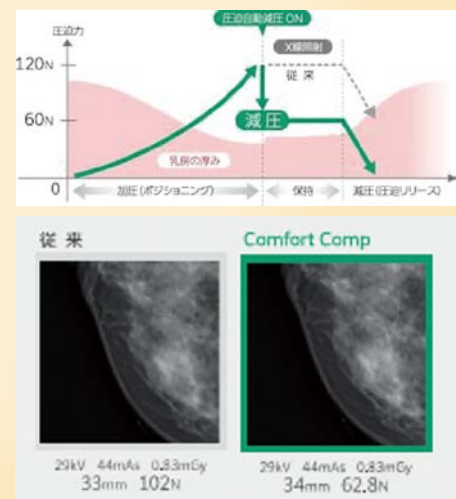 圧迫自動減圧 ON
圧迫力
X線照射
120N
従来
60N
減圧
乳房の厚み
0
加圧(ポジショニング)
保持
減圧(圧迫リリース)
従来
Comfort Comp
29kV 44mAs 0.83mGy
33mm 102N
29kV 44mAs 0.83mGy
34mm 62.8N